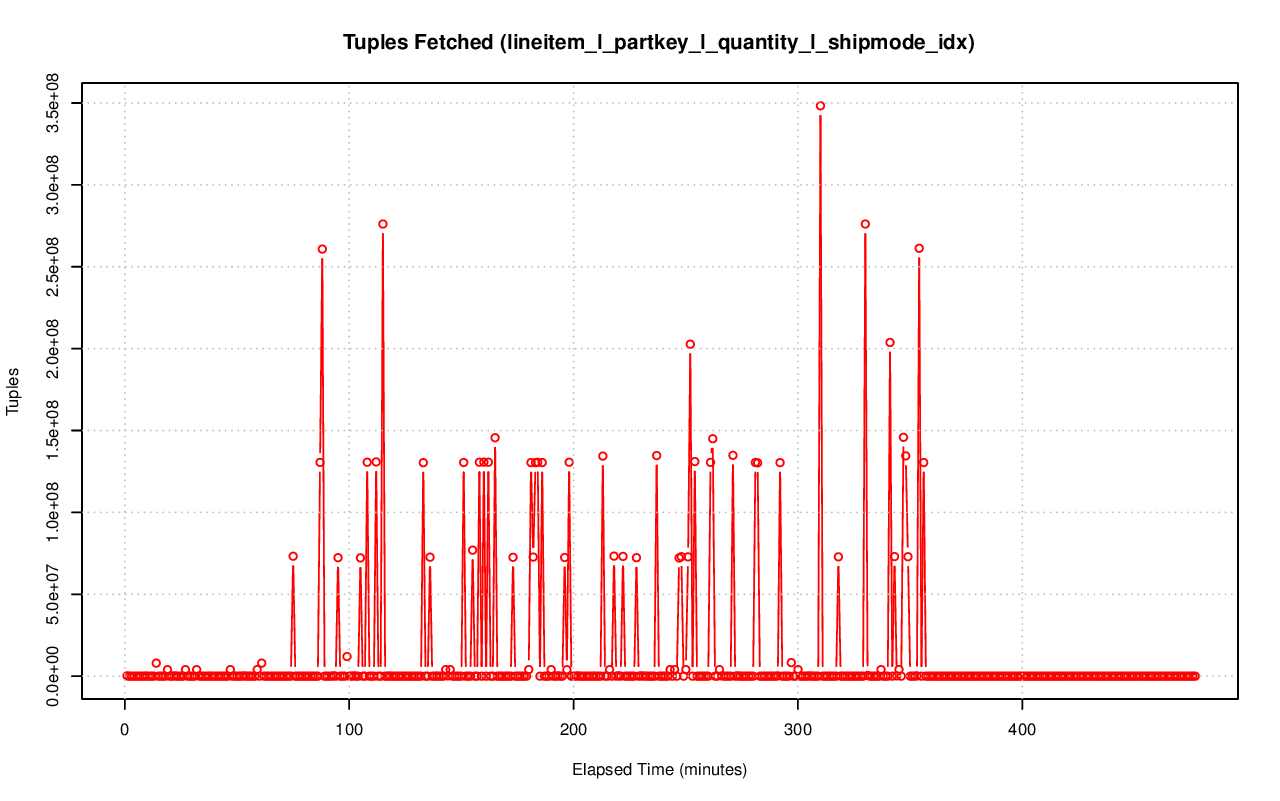 Tuples Fetched (lineitem_l_partkey_l_quantity_l_shipmode_idx)
3.5e+08
3.0e+08
2.5e+08
2.0e+08
1.5e+08
1.0e+08
5.0e+07
0.0e+00
Tuples
0 100 200 300 400
Elapsed Time (minutes)